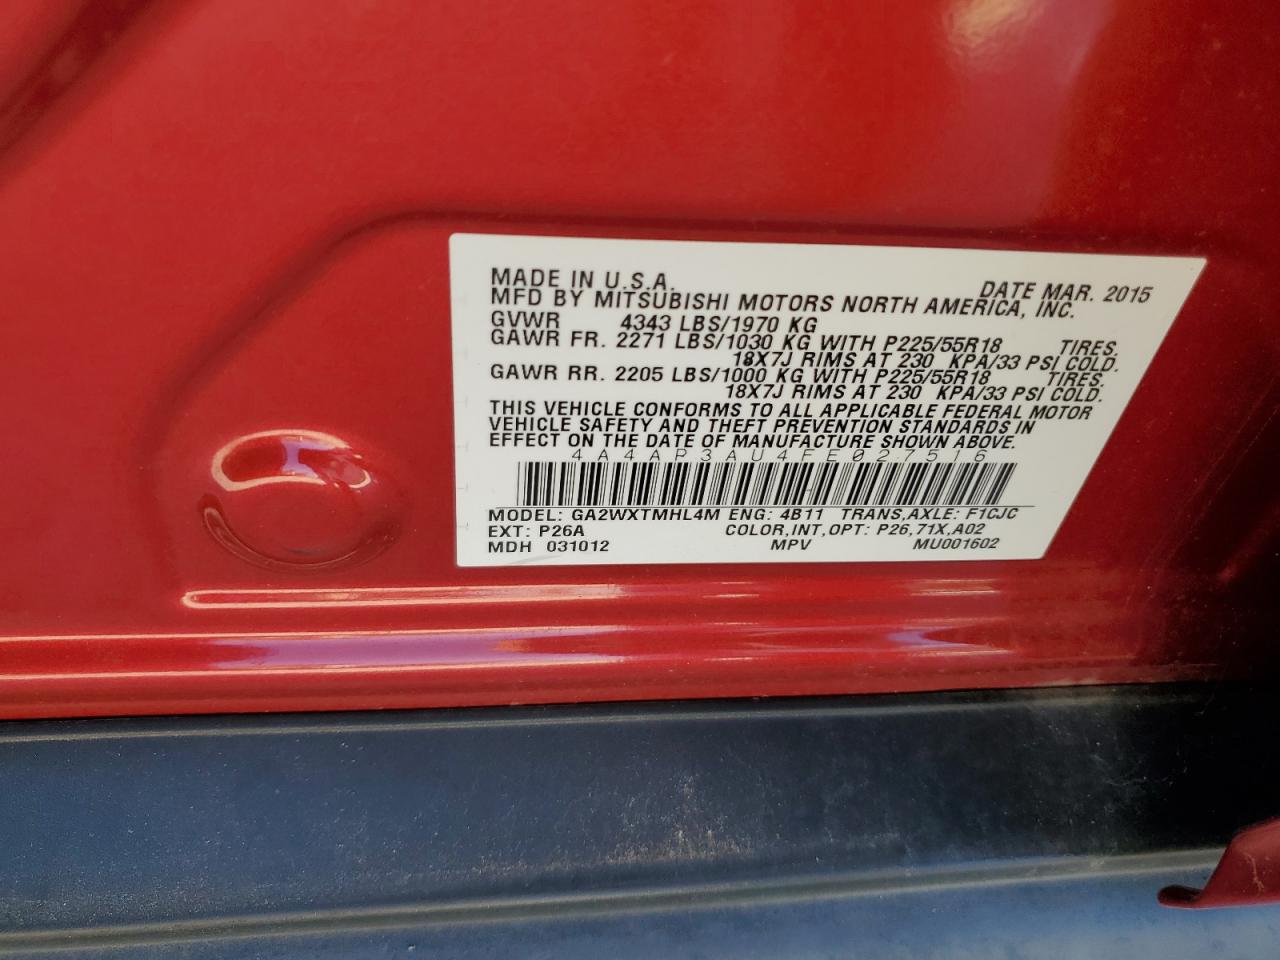 MADE IN U.S.A. DATE MAR. 2015
MFD BY MITSUBISHI MOTORS NORTH AMERICA, INC.
GVWR 4343 LBS/1970 KG
GAWR FR. 2271 LBS/1030 KG WITH P225/55R18 TIRES.
18X7J RIMS AT 230 KPA/33 PSI COLD.
GAWR RR. 2205 LBS/1000 KG WITH P225/55R18 TIRES.
18X7J RIMS AT 230 KPA/33 PSI COLD.
THIS VEHICLE CONFORMS TO ALL APPLICABLE FEDERAL MOTOR
VEHICLE SAFETY AND THEFT PREVENTION STANDARDS IN
EFFECT ON THE DATE OF MANUFACTURE SHOWN ABOVE.
4A4AP3AU4FE027516
MODEL: GA2WXTMHL4M ENG: 4B11 TRANS,AXLE: F1CJC
EXT: P26A COLOR,INT,OPT: P26,71X,A02
MDH 031012 MPV MU001602